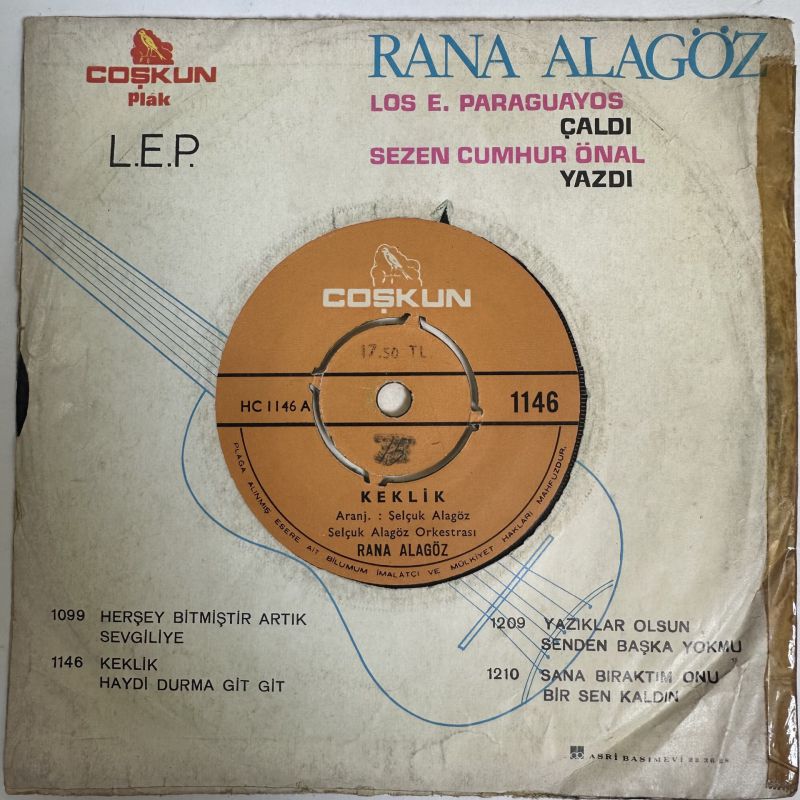 COŞKUN
Plâk
L.E.P.
RANA ALAGÖZ
LOS E. PARAGUAYOS
ÇALDI
SEZEN CUMHUR ÖNAL
YAZDI
COŞKUN
17.50 TL
HC 1146 A
1146
KEKLİK
Aranj. : Selçuk Alagöz
Selçuk Alagöz Orkestrası
RANA ALAGÖZ
PLAĞA ALINMIŞ ESERE AİT BİLUMUM İMALATÇI VE MÜLKİYET HAKLARI MAHFUZDUR.
1099 HERŞEY BİTMİŞTİR ARTIK
SEVGİLİYE
1146 KEKLİK
HAYDİ DURMA GİT GİT
1209 YAZIKLAR OLSUN
SENDEN BAŞKA YOKMU
1210 SANA BIRAKTIM ONU
BİR SEN KALDIN
ASRİ BASIMEVİ